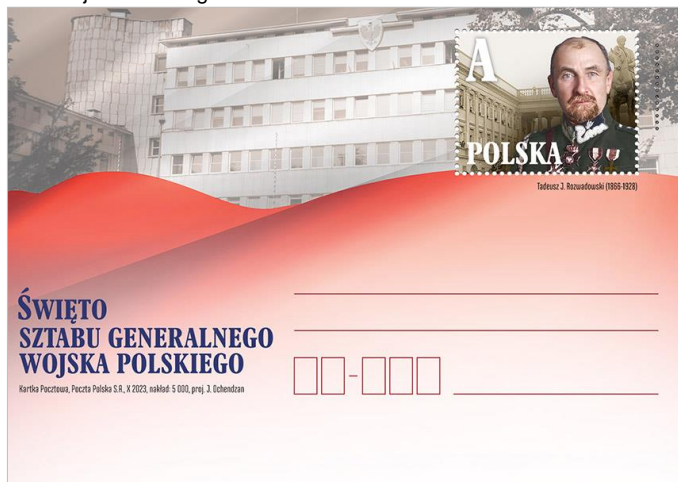 A
POLSKA
Tadeusz J. Rozwadowski (1866-1928)
ŚWIĘTO
SZTABU GENERALNEGO
WOJSKA POLSKIEGO
Kartka Pocztowa, Poczta Polska S.A., X 2023, nakład: 5 000, proj. J. Ochendzan